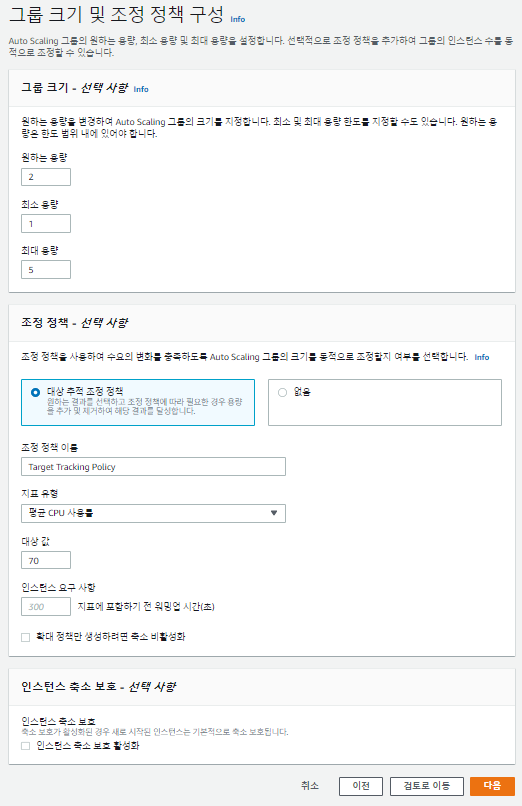 그룹 크기 및 조정 정책 구성 Info
Auto Scaling 그룹의 원하는 용량, 최소 용량 및 최대 용량을 설정합니다. 선택적으로 조정 정책을 추가하여 그룹의 인스턴스 수를 동
적으로 조정할 수 있습니다.
그룹 크기 - 선택 사항 Info
원하는 용량을 변경하여 Auto Scaling 그룹의 크기를 지정합니다. 최소 및 최대 용량 한도를 지정할 수도 있습니다. 원하는 용
량은 한도 범위 내에 있어야 합니다.
원하는 용량
2
최소 용량
1
최대 용량
5
조정 정책 - 선택 사항
조정 정책을 사용하여 수요의 변화를 충족하도록 Auto Scaling 그룹의 크기를 동적으로 조정할지 여부를 선택합니다. Info
대상 추적 조정 정책
원하는 결과를 선택하고 조정 정책에 따라 필요한 경우 용량
을 추가 및 제거하여 해당 결과를 달성합니다.
없음
조정 정책 이름
Target Tracking Policy
지표 유형
평균 CPU 사용률
대상 값
70
인스턴스 요구 사항
300 지표에 포함하기 전 워밍업 시간(초)
확대 정책만 생성하려면 축소 비활성화
인스턴스 축소 보호 - 선택 사항
인스턴스 축소 보호
축소 보호가 활성화된 경우 새로 시작된 인스턴스는 기본적으로 축소 보호됩니다.
인스턴스 축소 보호 활성화
취소 이전 검토로 이동 다음